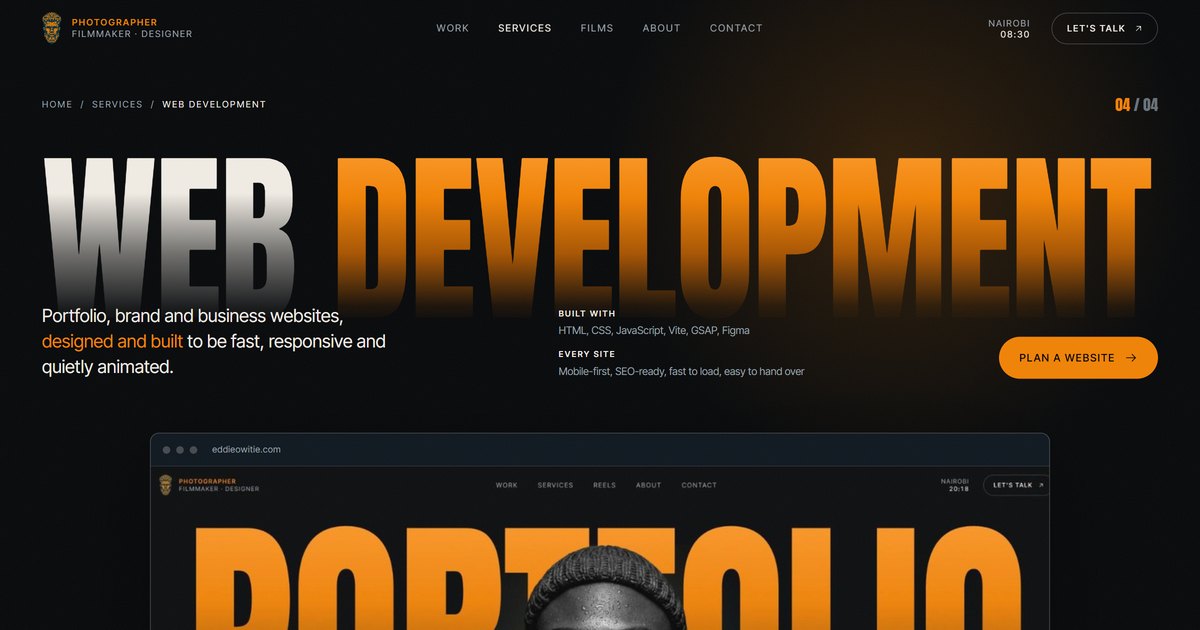 PHOTOGRAPHER
FILMMAKER · DESIGNER
WORK SERVICES FILMS ABOUT CONTACT
NAIROBI
08:30
LET'S TALK ↗
HOME / SERVICES / WEB DEVELOPMENT
04 / 04
WEB DEVELOPMENT
Portfolio, brand and business websites,
designed and built to be fast, responsive and
quietly animated.
BUILT WITH
HTML, CSS, JavaScript, Vite, GSAP, Figma
EVERY SITE
Mobile-first, SEO-ready, fast to load, easy to hand over
PLAN A WEBSITE →
eddieowitie.com
PHOTOGRAPHER
FILMMAKER · DESIGNER
WORK SERVICES REELS ABOUT CONTACT
NAIROBI
20:18
LET'S TALK ↗
PORTFOLIO